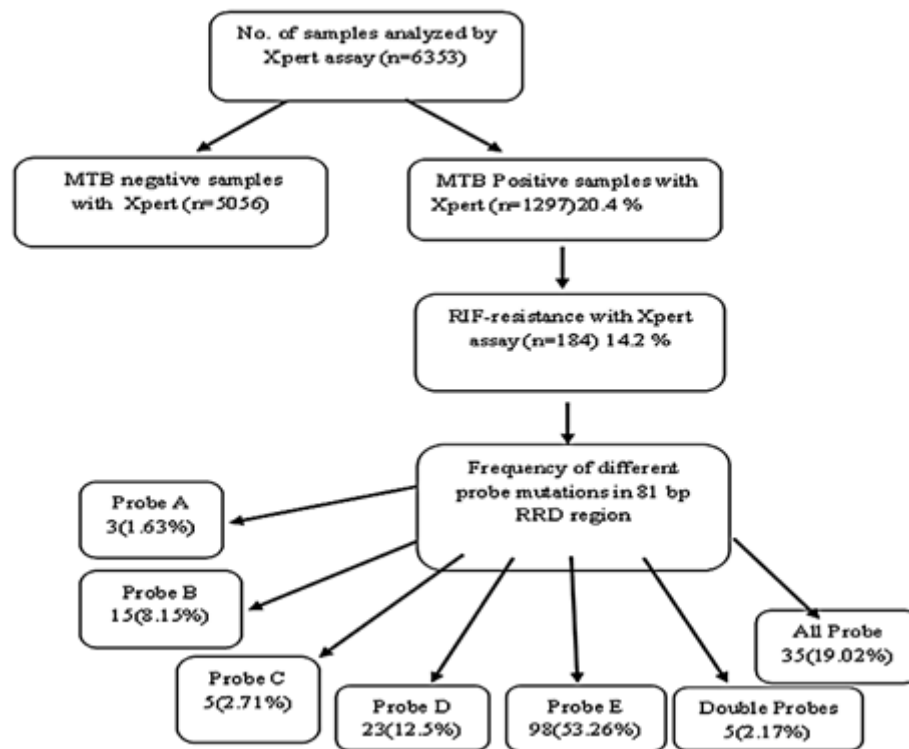 No. of samples analyzed by
Xpert assay (n=6353)
MTB negative samples
with Xpert (n=5056)
MTB Positive samples with
Xpert (n=1297)20.4 %
RIF-resistance with Xpert
assay (n=184) 14.2 %
Frequency of different
probe mutations in 81 bp
RRD region
Probe A
3(1.63%)
Probe B
15(8.15%)
Probe C
5(2.71%)
Probe D
23(12.5%)
Probe E
98(53.26%)
Double Probes
5(2.17%)
All Probe
35(19.02%)